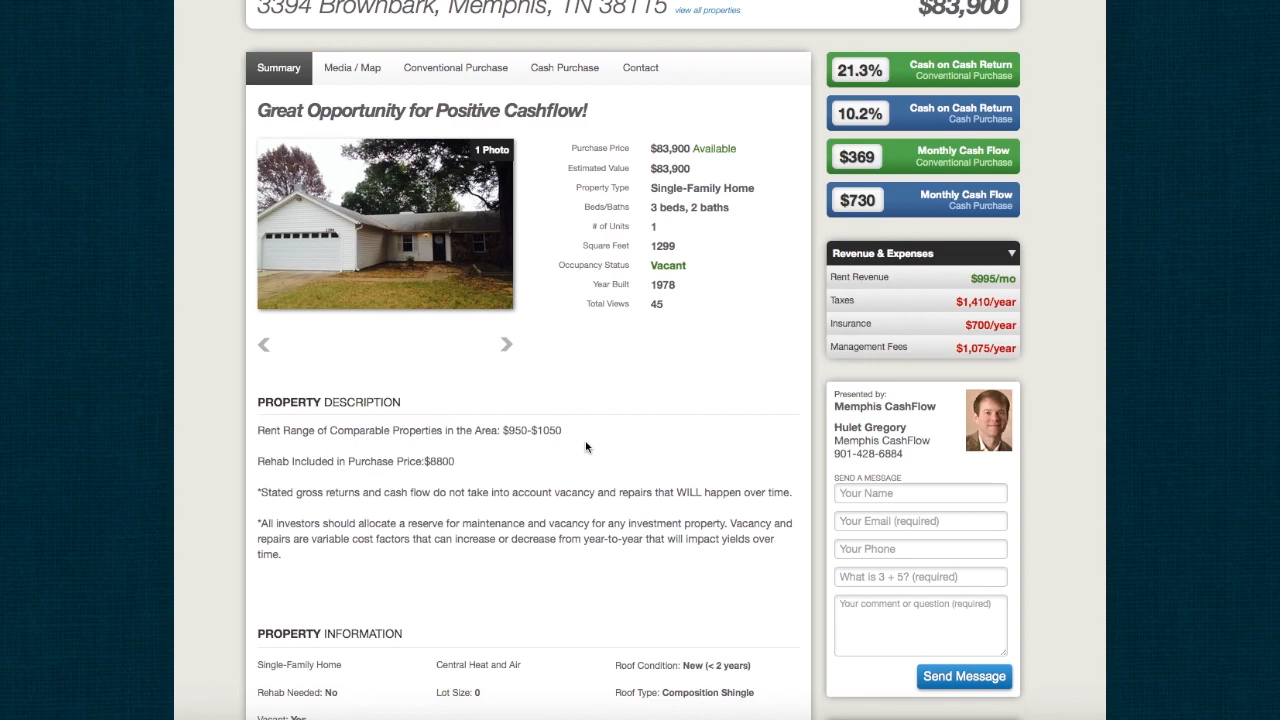 3394 Brownbark, Memphis, TN 38115 view all properties $83,900
Summary Media / Map Conventional Purchase Cash Purchase Contact
Great Opportunity for Positive Cashflow!
1 Photo
Purchase Price $83,900 Available
Estimated Value $83,900
Property Type Single-Family Home
Beds/Baths 3 beds, 2 baths
# of Units 1
Square Feet 1299
Occupancy Status Vacant
Year Built 1978
Total Views 45
PROPERTY DESCRIPTION
Rent Range of Comparable Properties in the Area: $950-$1050
Rehab Included in Purchase Price:$8800
*Stated gross returns and cash flow do not take into account vacancy and repairs that WILL happen over time.
*All investors should allocate a reserve for maintenance and vacancy for any investment property. Vacancy and
repairs are variable cost factors that can increase or decrease from year-to-year that will impact yields over
time.
PROPERTY INFORMATION
Single-Family Home Central Heat and Air Roof Condition: New (< 2 years)
Rehab Needed: No Lot Size: 0 Roof Type: Composition Shingle
Vacant: Yes
21.3% Cash on Cash Return
Conventional Purchase
10.2% Cash on Cash Return
Cash Purchase
$369 Monthly Cash Flow
Conventional Purchase
$730 Monthly Cash Flow
Cash Purchase
Revenue & Expenses ▼
Rent Revenue $995/mo
Taxes $1,410/year
Insurance $700/year
Management Fees $1,075/year
Presented by:
Memphis CashFlow
Hulet Gregory
Memphis CashFlow
901-428-6884
SEND A MESSAGE
Your Name
Your Email (required)
Your Phone
What is 3 + 5? (required)
Your comment or question (required)
Send Message